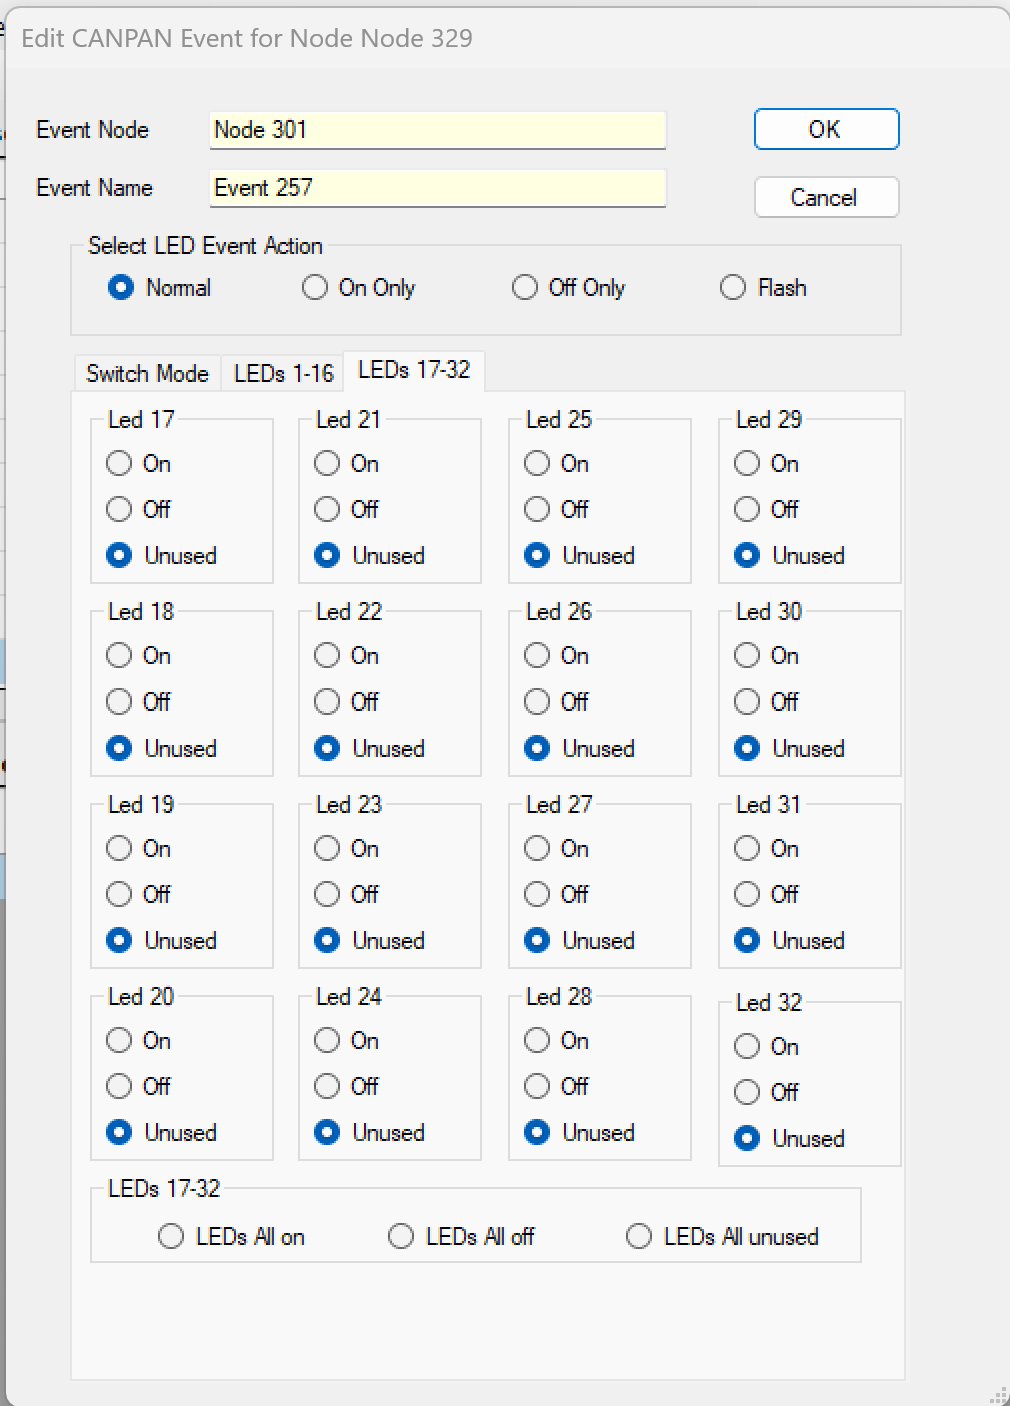 Edit CANPAN Event for Node Node 329
Event Node Node 301 OK
Event Name Event 257 Cancel
Select LED Event Action
Normal On Only Off Only Flash
Switch Mode LEDs 1-16 LEDs 17-32
Led 17 Led 21 Led 25 Led 29
On On On On
Off Off Off Off
Unused Unused Unused Unused
Led 18 Led 22 Led 26 Led 30
On On On On
Off Off Off Off
Unused Unused Unused Unused
Led 19 Led 23 Led 27 Led 31
On On On On
Off Off Off Off
Unused Unused Unused Unused
Led 20 Led 24 Led 28 Led 32
On On On On
Off Off Off Off
Unused Unused Unused Unused
LEDs 17-32
LEDs All on LEDs All off LEDs All unused